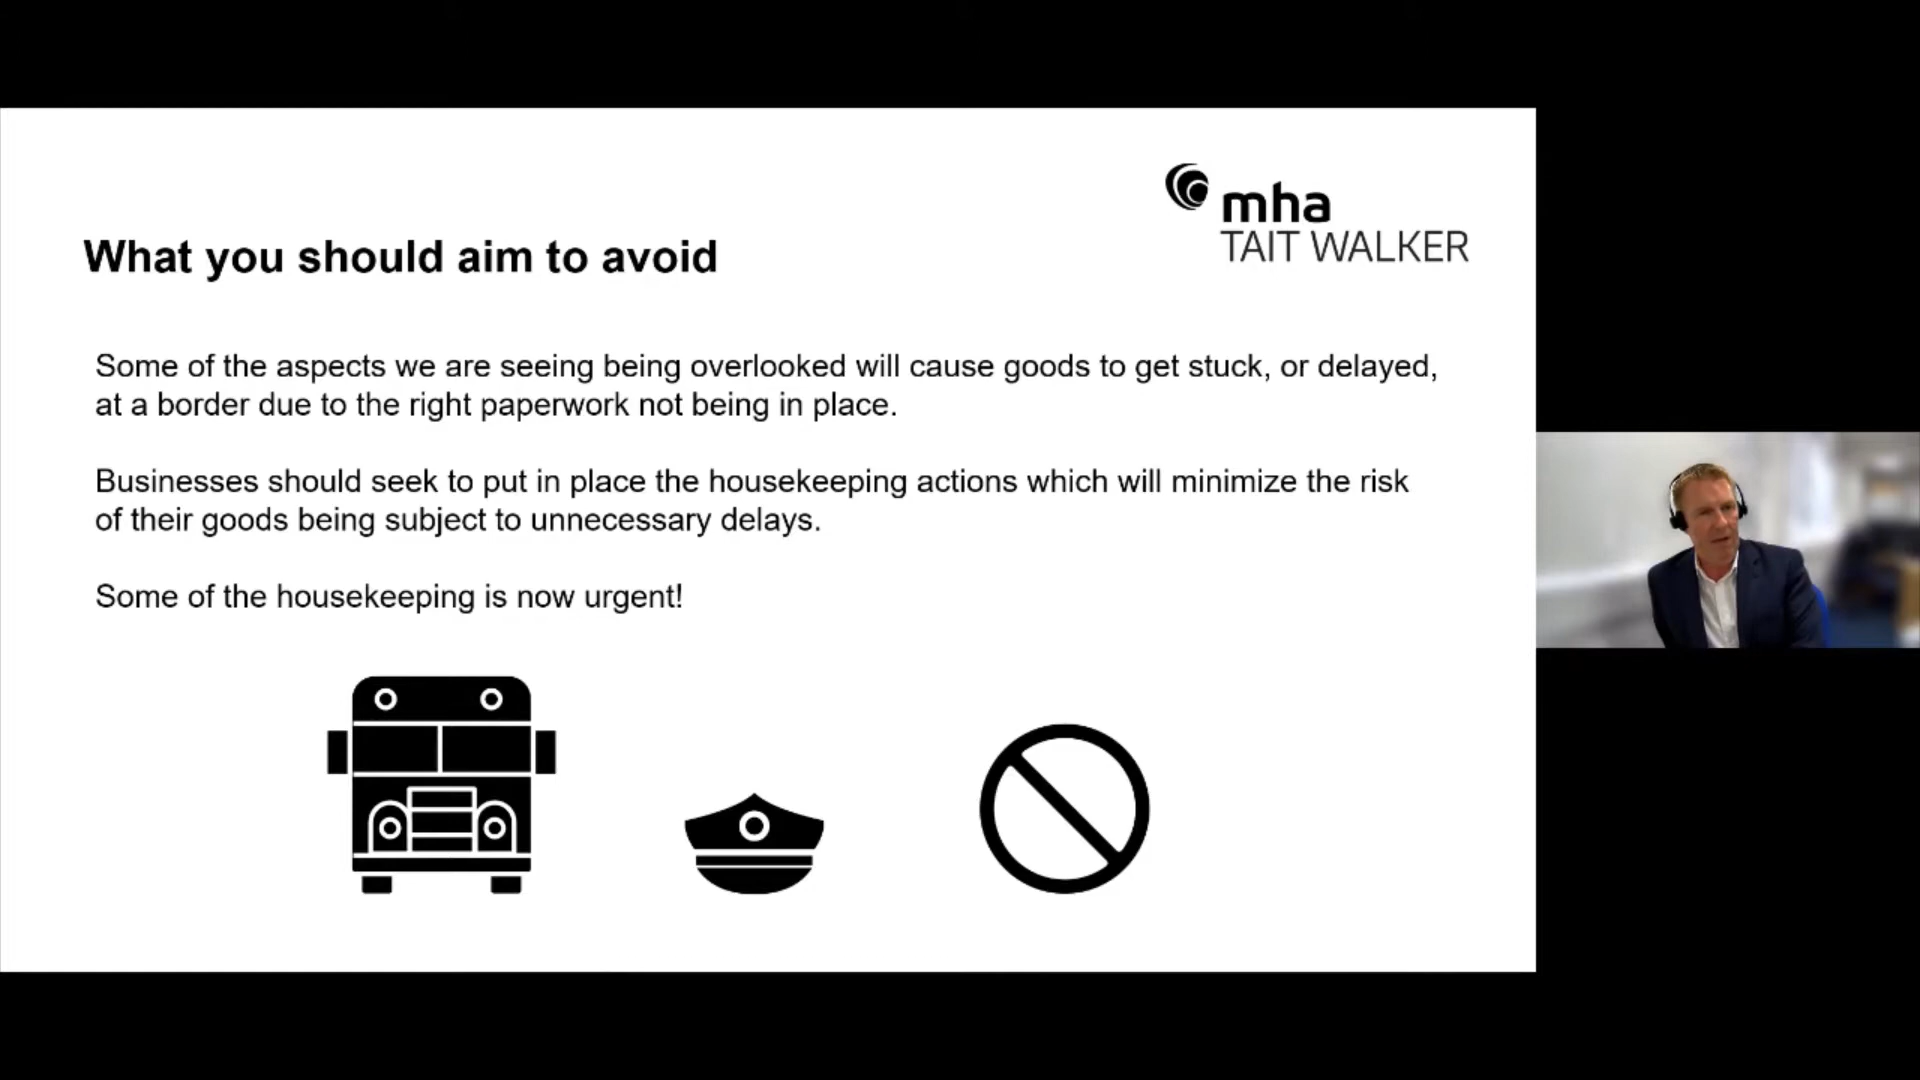 mha
TAIT WALKER
What you should aim to avoid
Some of the aspects we are seeing being overlooked will cause goods to get stuck, or delayed,
at a border due to the right paperwork not being in place.
Businesses should seek to put in place the housekeeping actions which will minimize the risk
of their goods being subject to unnecessary delays.
Some of the housekeeping is now urgent!